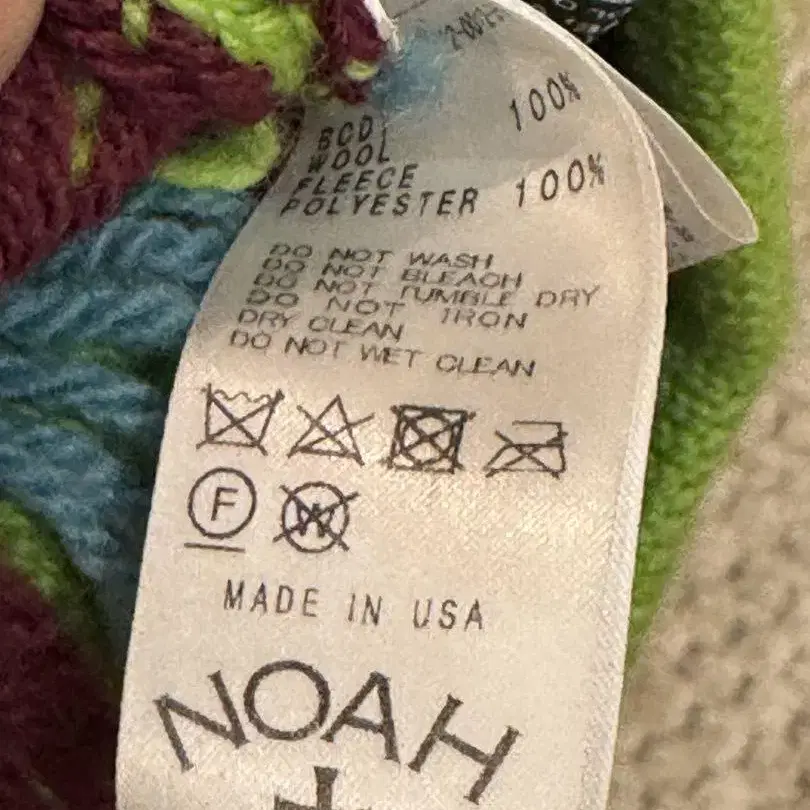 BODY
WOOL 100%
FLEECE
POLYESTER 100%
DO NOT WASH
DO NOT BLEACH
DO NOT TUMBLE DRY
DO NOT IRON
DRY CLEAN
DO NOT WET CLEAN
F W
MADE IN USA
NOAH